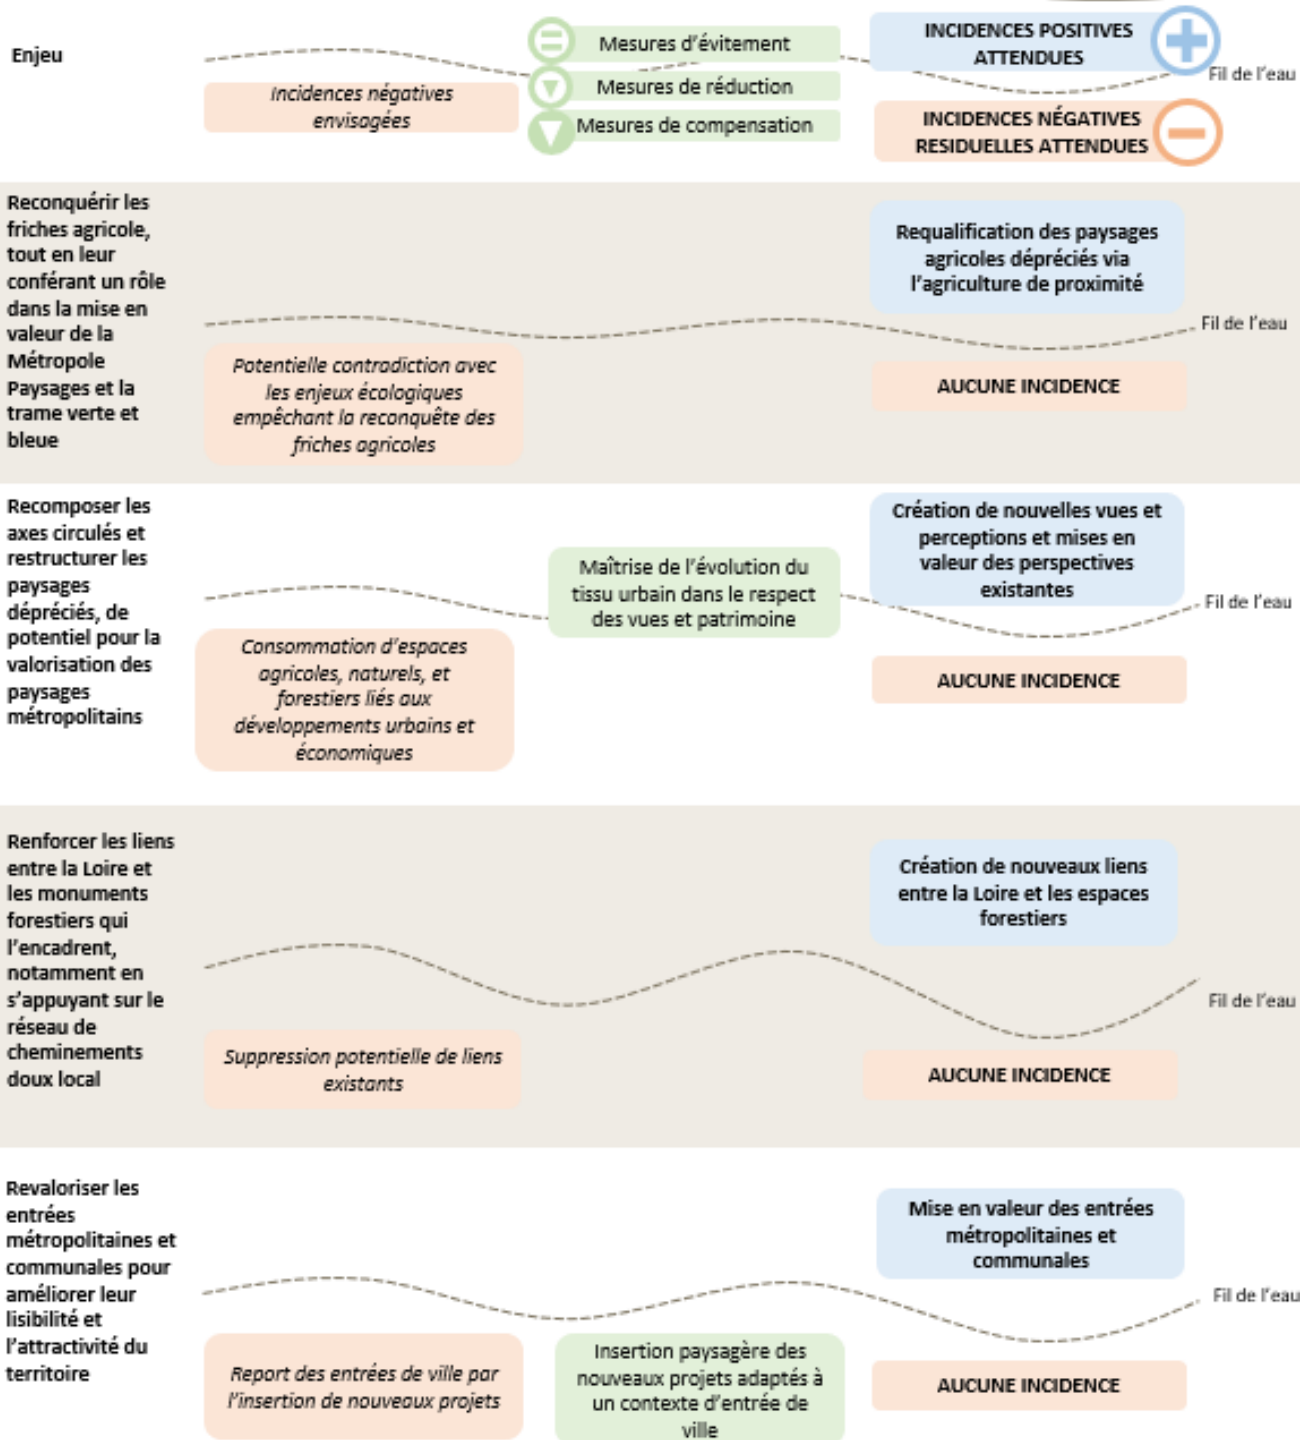 Enjeu
Incidences négatives
envisagées
Mesures d'évitement
Mesures de réduction
Mesures de compensation
INCIDENCES POSITIVES
ATTENDUES
Fil de l'eau
INCIDENCES NÉGATIVES
RESIDUELLES ATTENDUES
Reconquérir les
friches agricole,
tout en leur
conférant un rôle
dans la mise en
valeur de la
Métropole
Paysages et la
trame verte et
bleue
Potentielle contradiction avec
les enjeux écologiques
empêchant la reconquête des
friches agricoles
Requalification des paysages
agricoles dépréciés via
l'agriculture de proximité
Fil de l'eau
AUCUNE INCIDENCE
Recomposer les
axes circulés et
restructurer les
paysages
dépréciés, de
potentiel pour la
valorisation des
paysages
métropolitains
Consommation d'espaces
agricoles, naturels, et
forestiers liés aux
développements urbains et
économiques
Maîtrise de l'évolution du
tissu urbain dans le respect
des vues et patrimoine
Création de nouvelles vues et
perceptions et mises en
valeur des perspectives
existantes
Fil de l'eau
AUCUNE INCIDENCE
Renforcer les liens
entre la Loire et
les monuments
forestiers qui
l'encadrent,
notamment en
s'appuyant sur le
réseau de
cheminements
doux local
Suppression potentielle de liens
existants
Création de nouveaux liens
entre la Loire et les espaces
forestiers
Fil de l'eau
AUCUNE INCIDENCE
Revaloriser les
entrées
métropolitaines et
communales pour
améliorer leur
lisibilité et
l'attractivité du
territoire
Report des entrées de ville par
l'insertion de nouveaux projets
Insertion paysagère des
nouveaux projets adaptés à
un contexte d'entrée de
ville
Mise en valeur des entrées
métropolitaines et
communales
Fil de l'eau
AUCUNE INCIDENCE